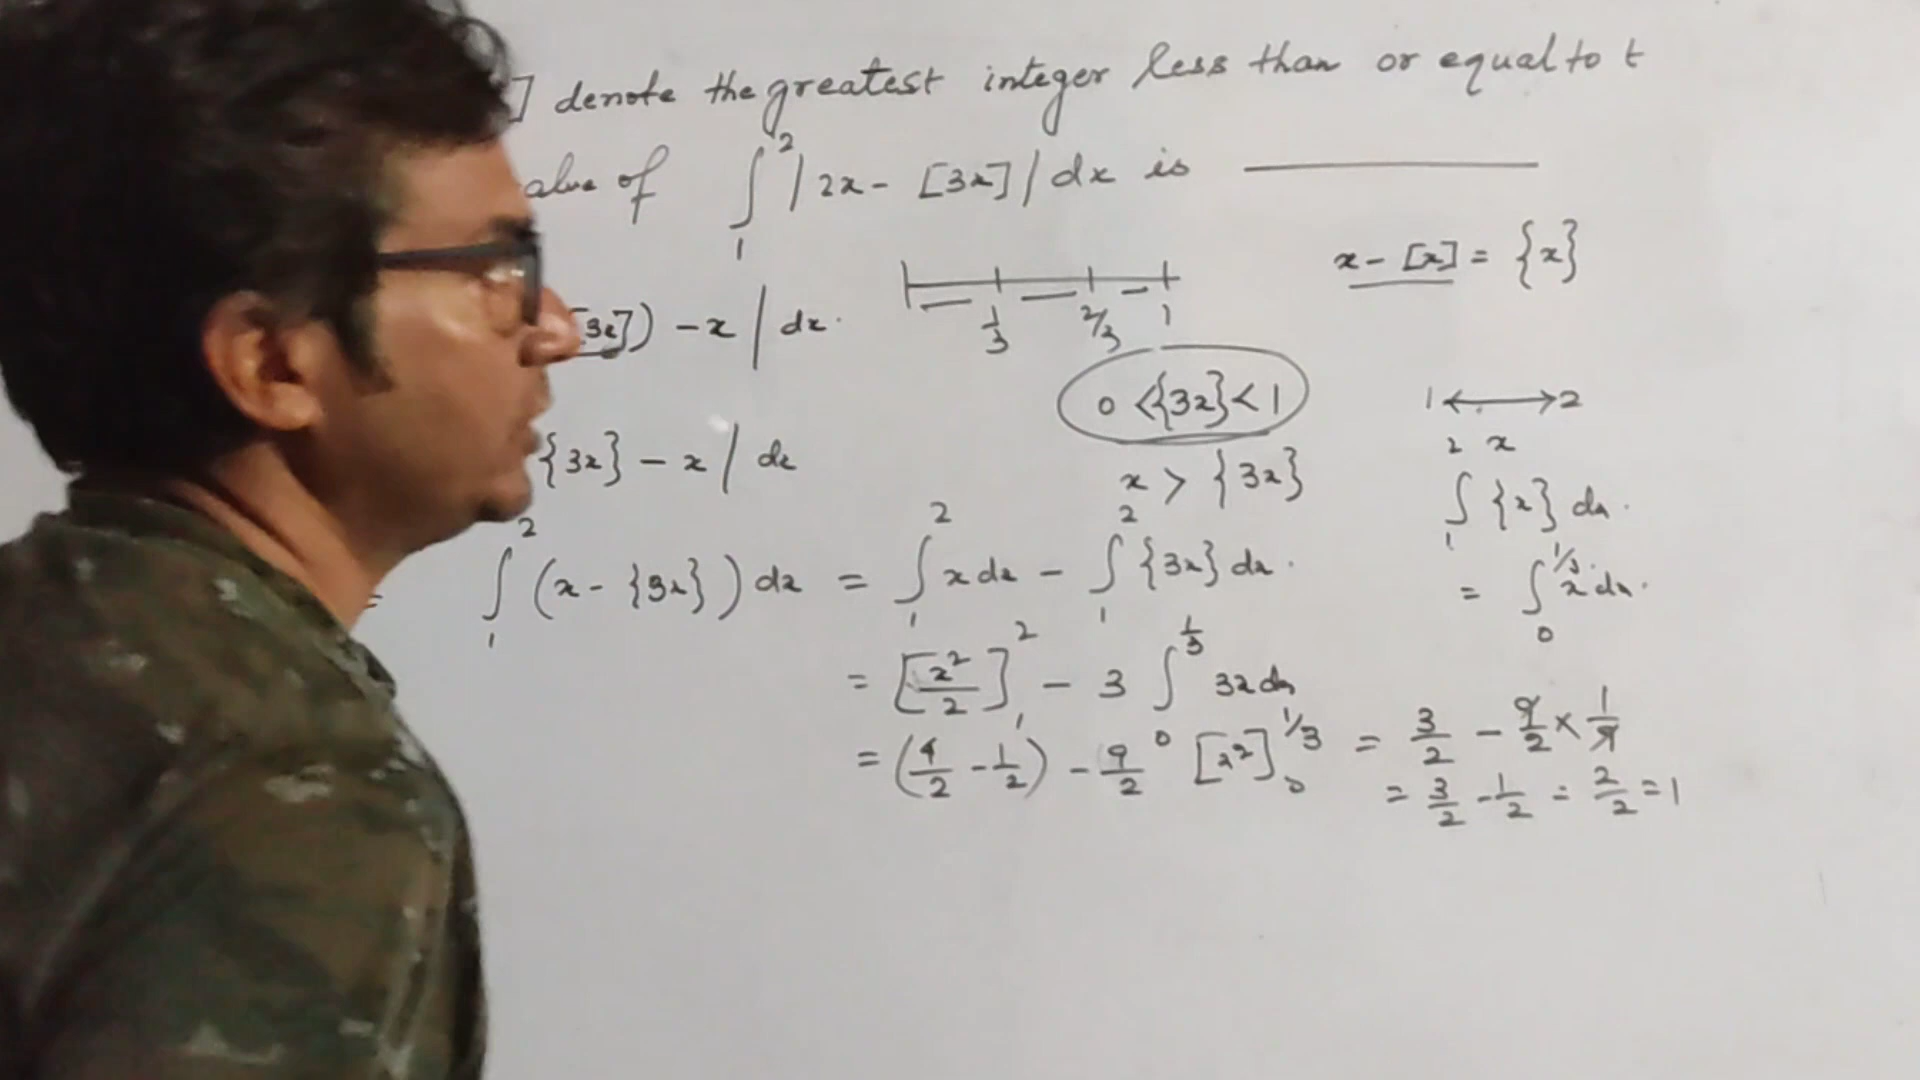 ] denote the greatest integer less than or equal to t
alue of ∫₁² |2x - [3x]| dx is ————
x - [x] = {x}
[3x]) - x | dx.
1/3 2/3 1
0 < {3x} < 1
1 ⟷ 2
x
{3x} - x | dx
x > {3x}
∫₁² {x} dx.
= ∫₁² (x - {3x}) dx = ∫₁² x dx - ∫₁² {3x} dx.
= ∫₀^(1/3) x dx.
= [x²/2]₁² - 3 ∫₀^(1/3) 3x dx
= (4/2 - 1/2) - 9/2 [x²]₀^(1/3) = 3/2 - 9/2 × 1/9
= 3/2 - 1/2 = 2/2 = 1